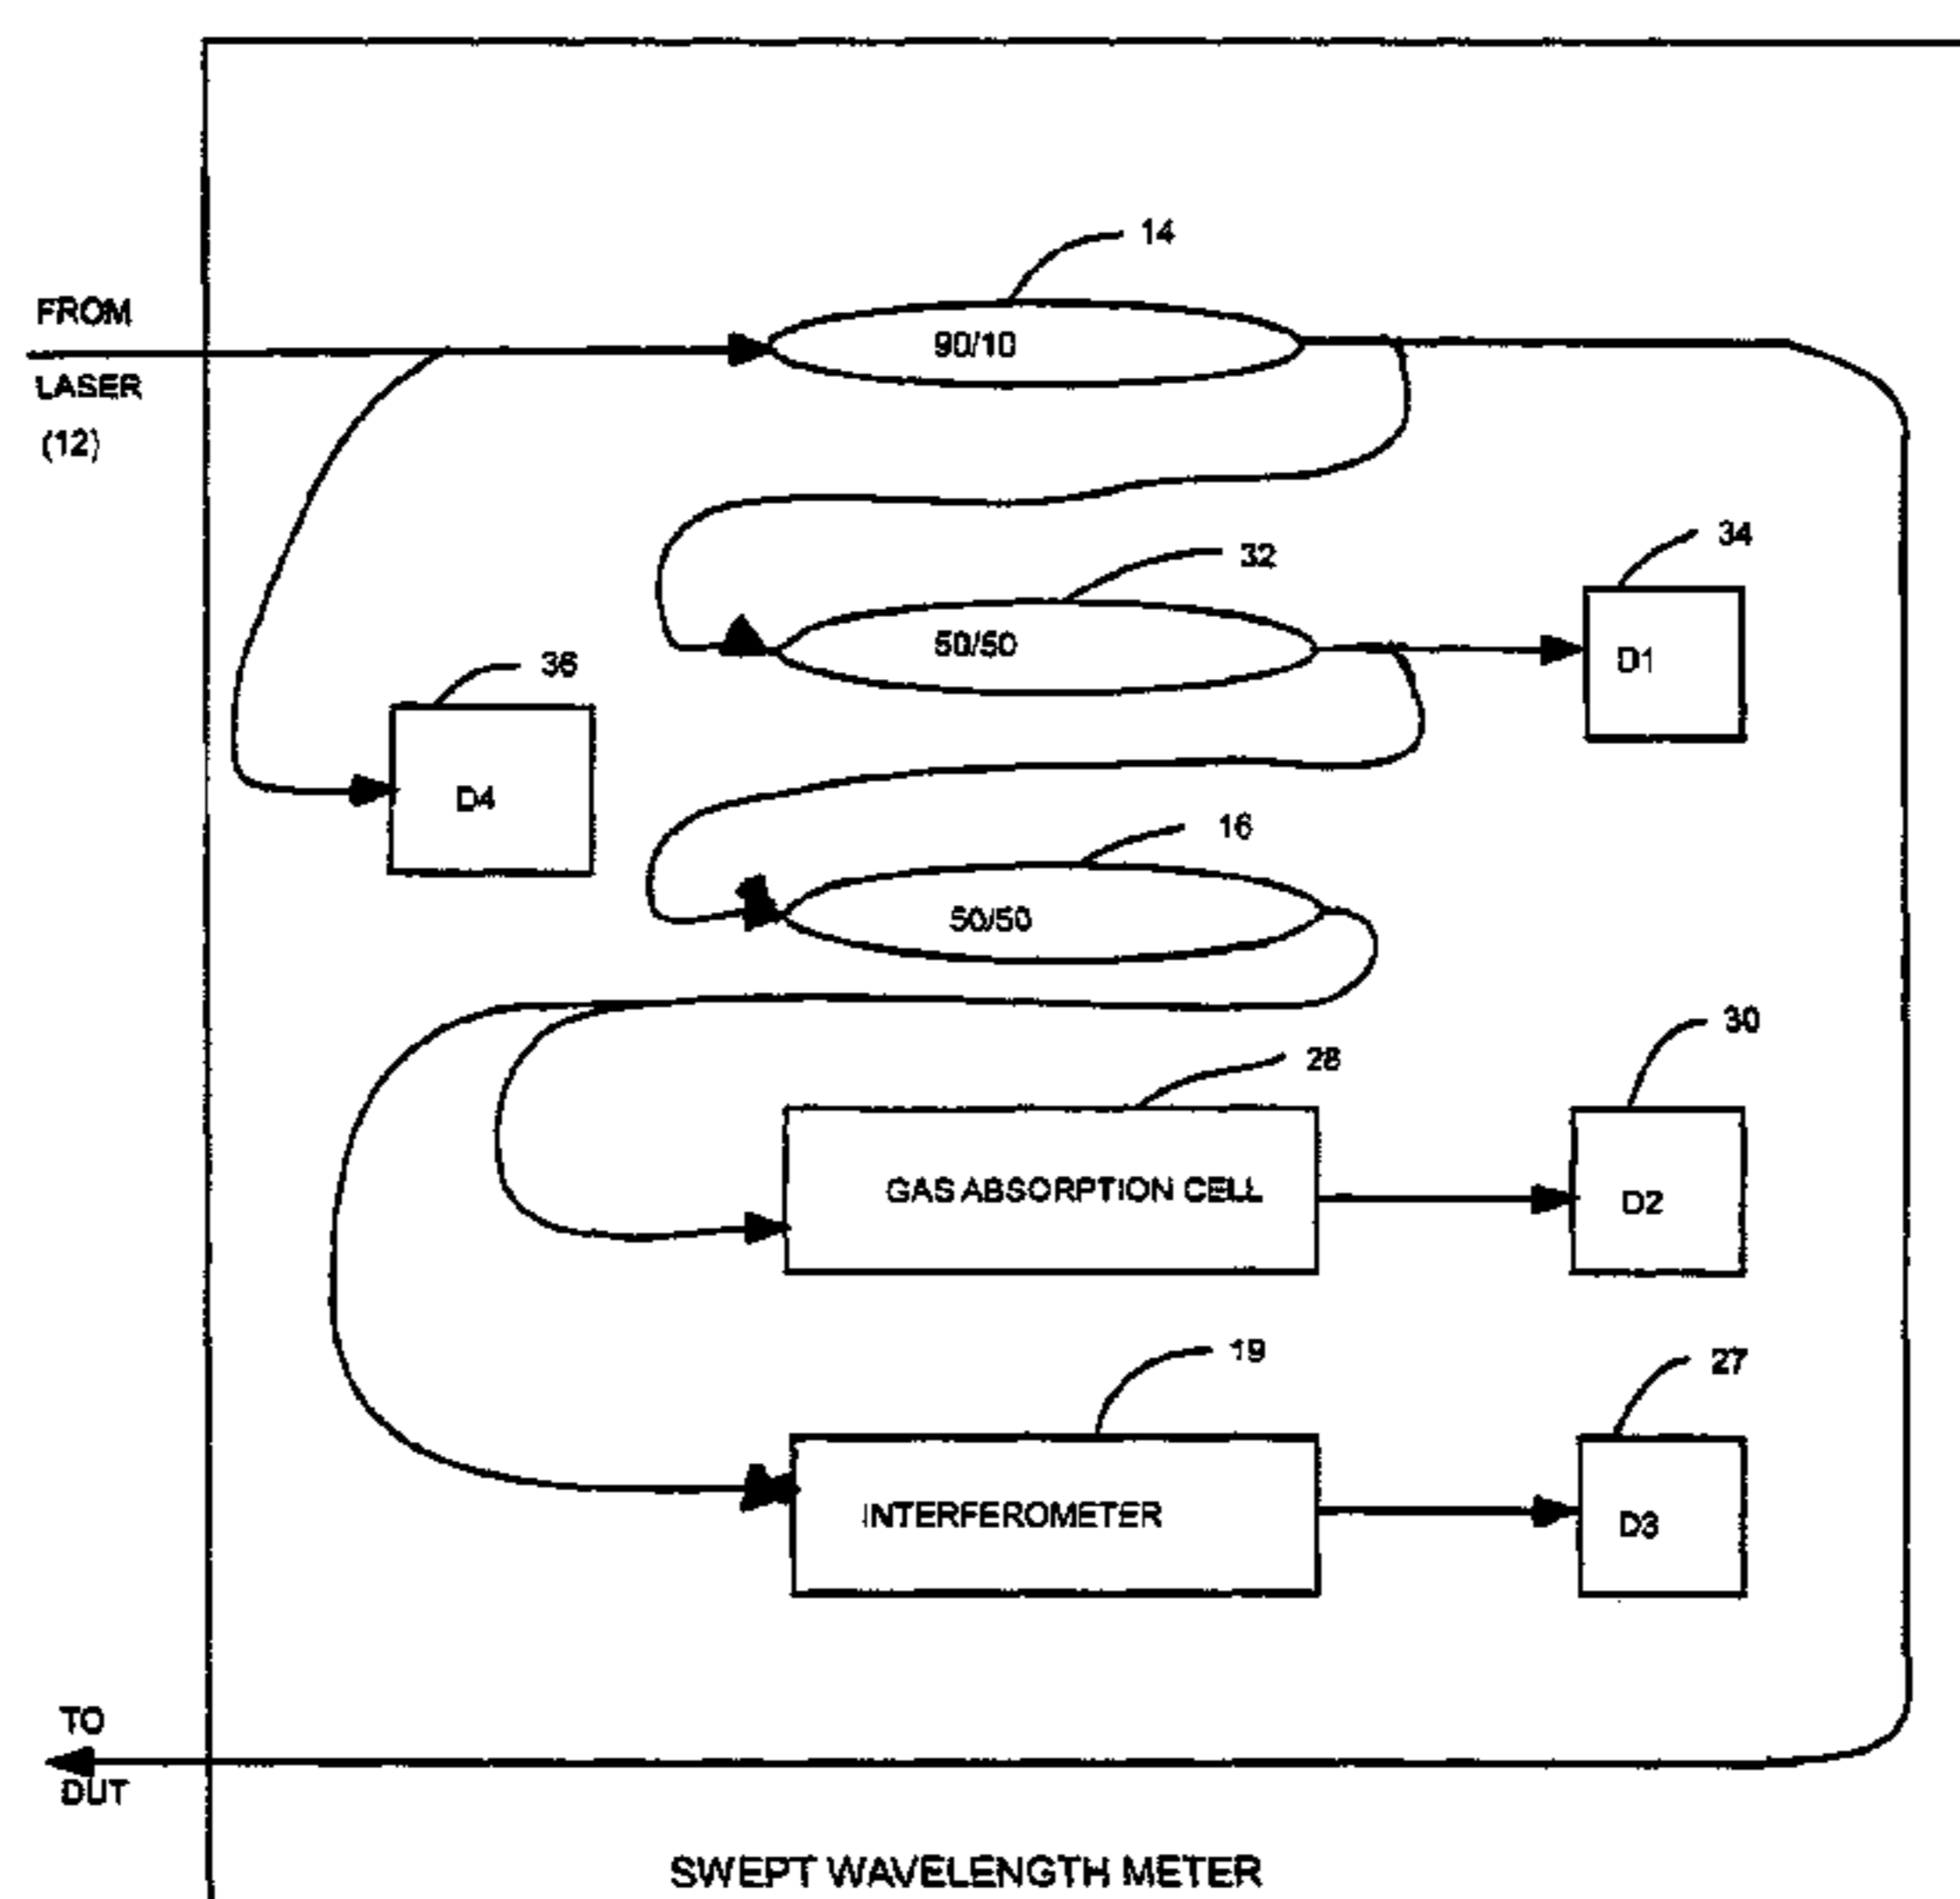 14
FROM
LASER
(12)
90/10
32
34
50/50
D1
36
D4
16
50/50
30
28
GAS ABSORPTION CELL
D2
19
27
INTERFEROMETER
D3
TO
DUT
SWEPT WAVELENGTH METER